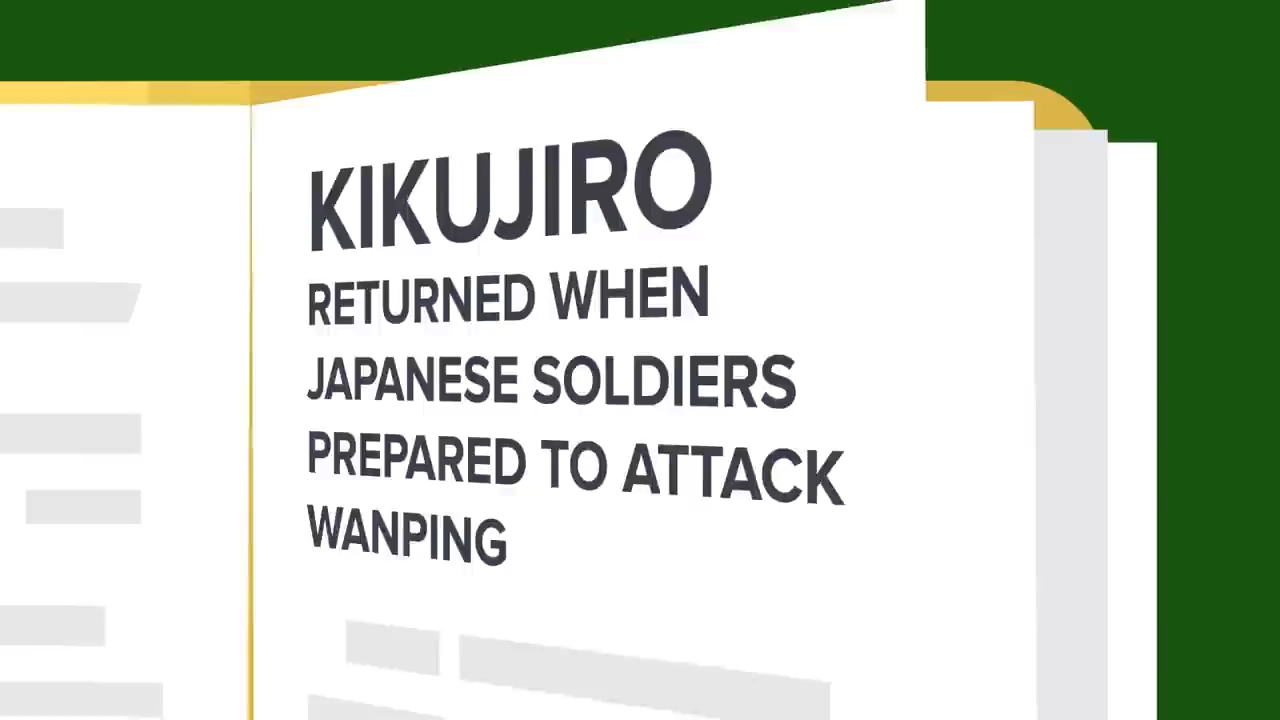 KIKUJIRO
RETURNED WHEN
JAPANESE SOLDIERS
PREPARED TO ATTACK
WANPING